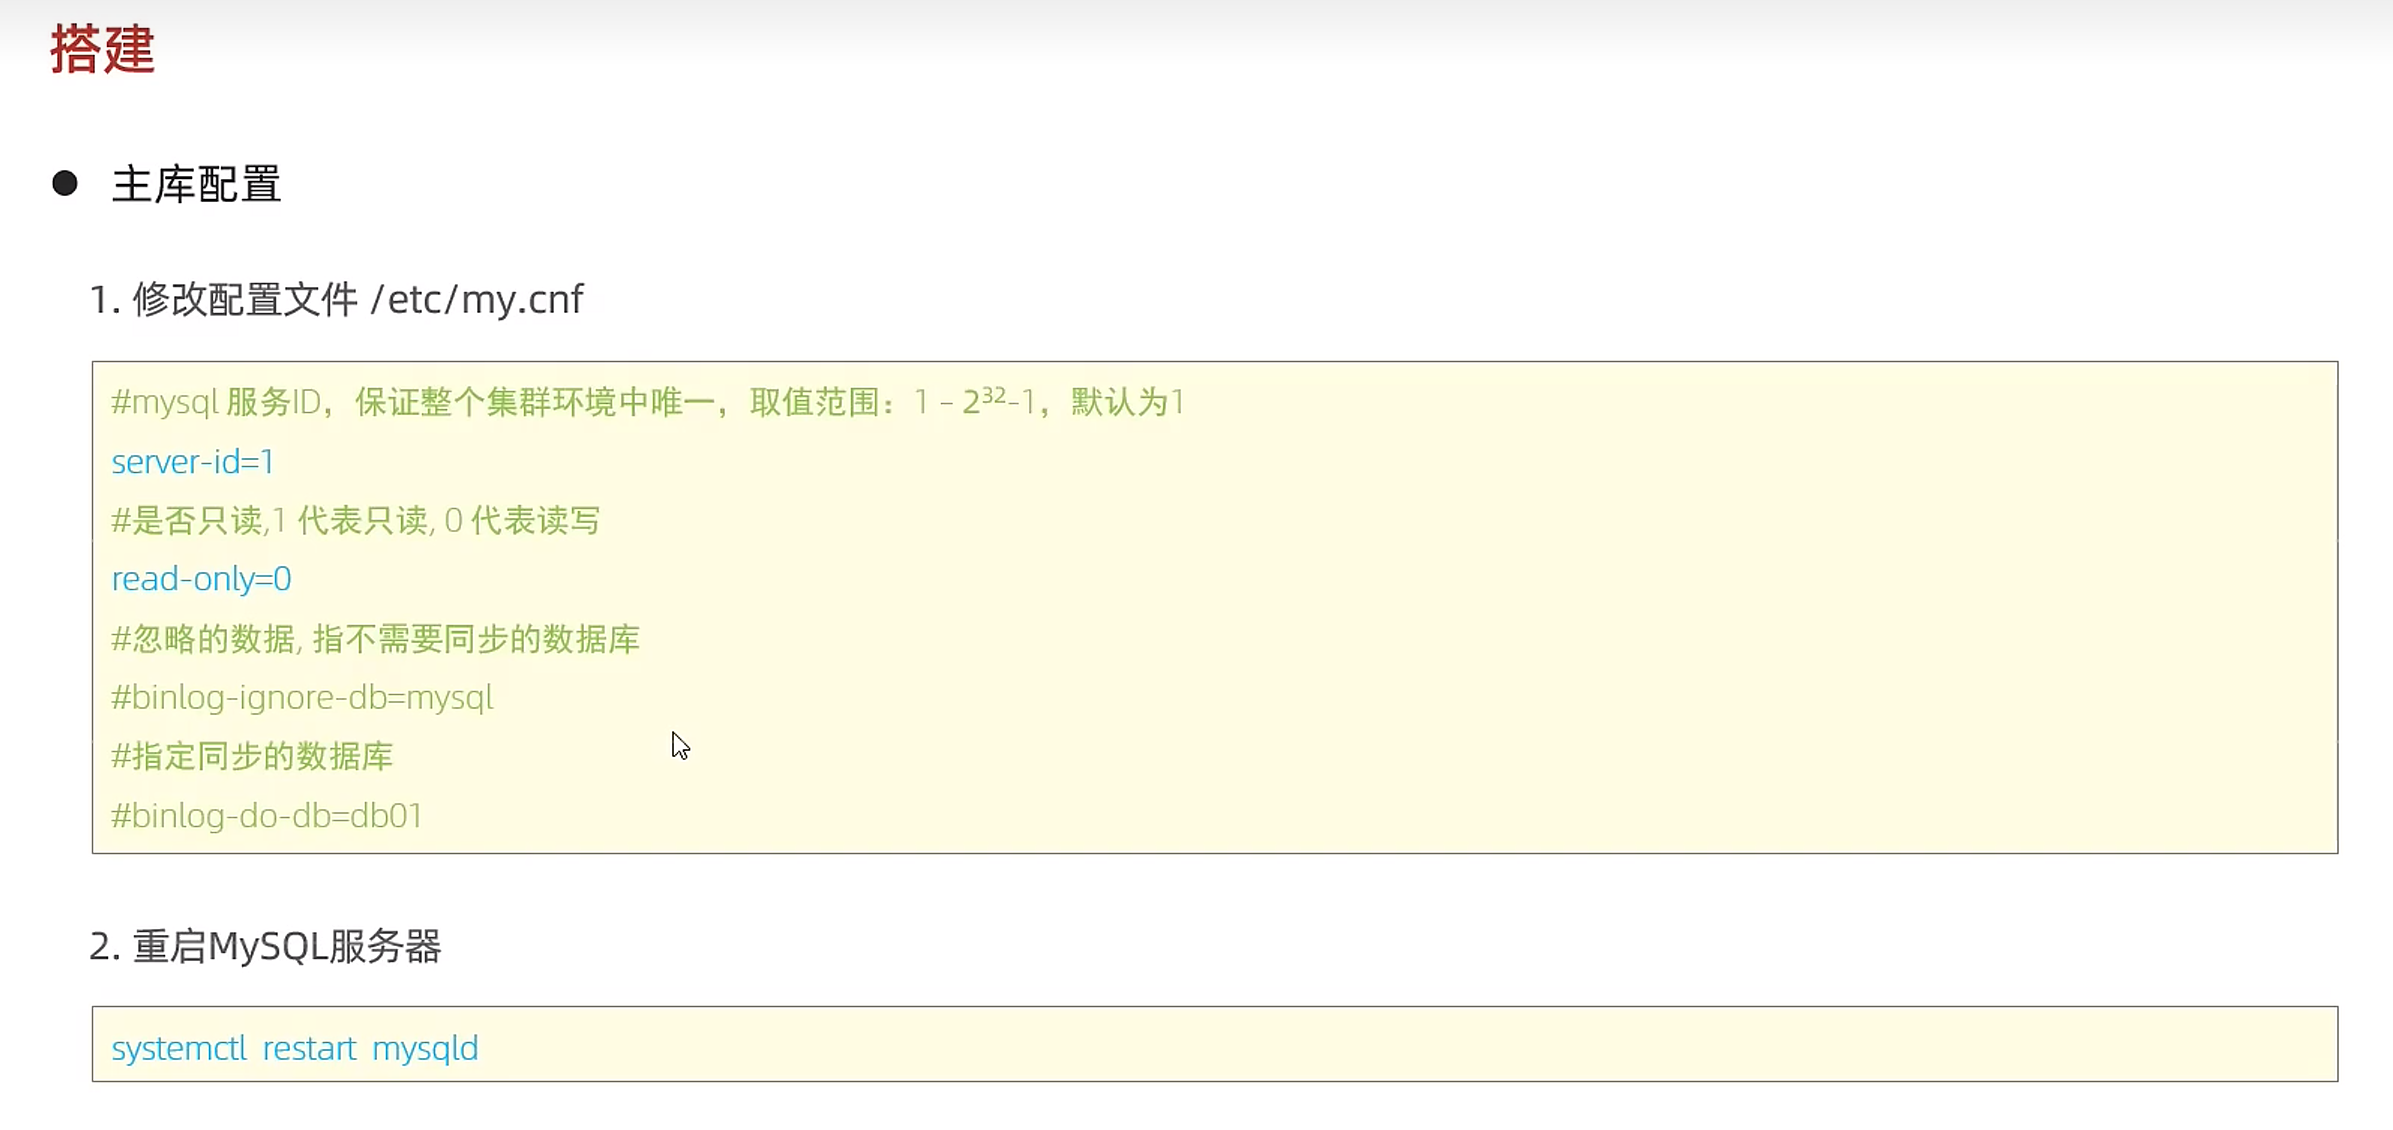 搭建
● 主库配置
1. 修改配置文件 /etc/my.cnf
#mysql 服务ID，保证整个集群环境中唯一，取值范围：1 – 2³²-1，默认为1
server-id=1
#是否只读,1 代表只读, 0 代表读写
read-only=0
#忽略的数据, 指不需要同步的数据库
#binlog-ignore-db=mysql
#指定同步的数据库
#binlog-do-db=db01
2. 重启MySQL服务器
systemctl restart mysqld